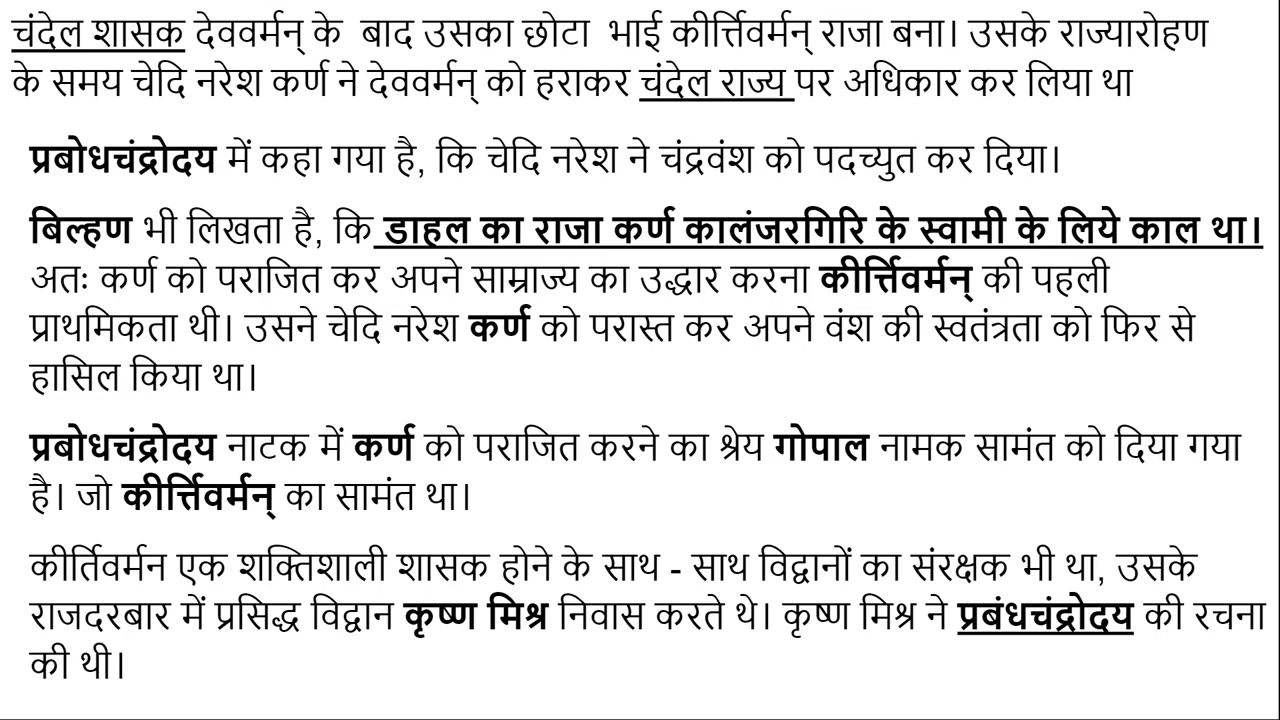 चंदेल शासक देववर्मन् के बाद उसका छोटा भाई कीर्त्तिवर्मन् राजा बना। उसके राज्यारोहण
के समय चेदि नरेश कर्ण ने देववर्मन् को हराकर चंदेल राज्य पर अधिकार कर लिया था
प्रबोधचंद्रोदय में कहा गया है, कि चेदि नरेश ने चंद्रवंश को पदच्युत कर दिया।
बिल्हण भी लिखता है, कि डाहल का राजा कर्ण कालंजरगिरि के स्वामी के लिये काल था।
अतः कर्ण को पराजित कर अपने साम्राज्य का उद्धार करना कीर्त्तिवर्मन् की पहली
प्राथमिकता थी। उसने चेदि नरेश कर्ण को परास्त कर अपने वंश की स्वतंत्रता को फिर से
हासिल किया था।
प्रबोधचंद्रोदय नाटक में कर्ण को पराजित करने का श्रेय गोपाल नामक सामंत को दिया गया
है। जो कीर्त्तिवर्मन् का सामंत था।
कीर्तिवर्मन एक शक्तिशाली शासक होने के साथ - साथ विद्वानों का संरक्षक भी था, उसके
राजदरबार में प्रसिद्ध विद्वान कृष्ण मिश्र निवास करते थे। कृष्ण मिश्र ने प्रबंधचंद्रोदय की रचना
की थी।